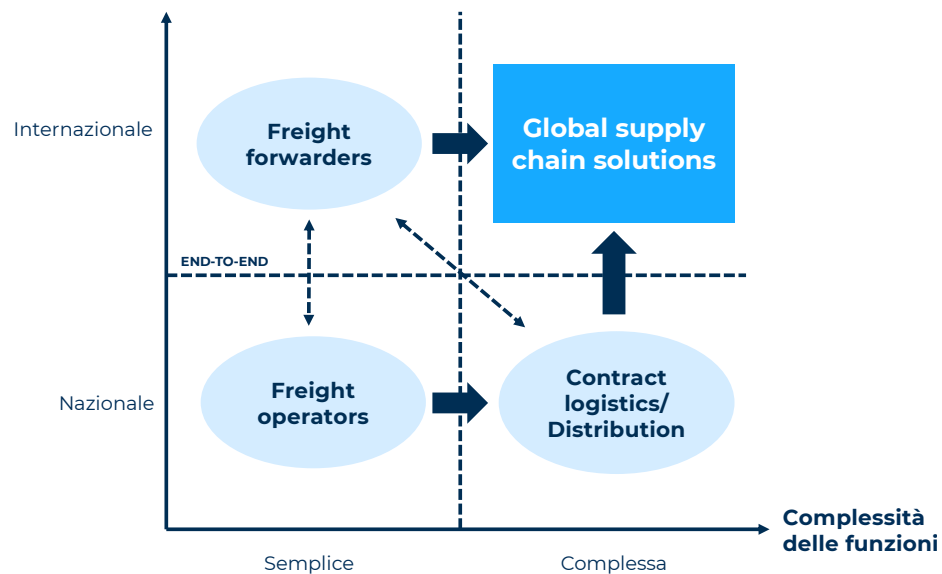 Internazionale
Freight
forwarders
Global supply
chain solutions
END-TO-END
Nazionale
Freight
operators
Contract
logistics/
Distribution
Complessità
delle funzioni
Semplice
Complessa